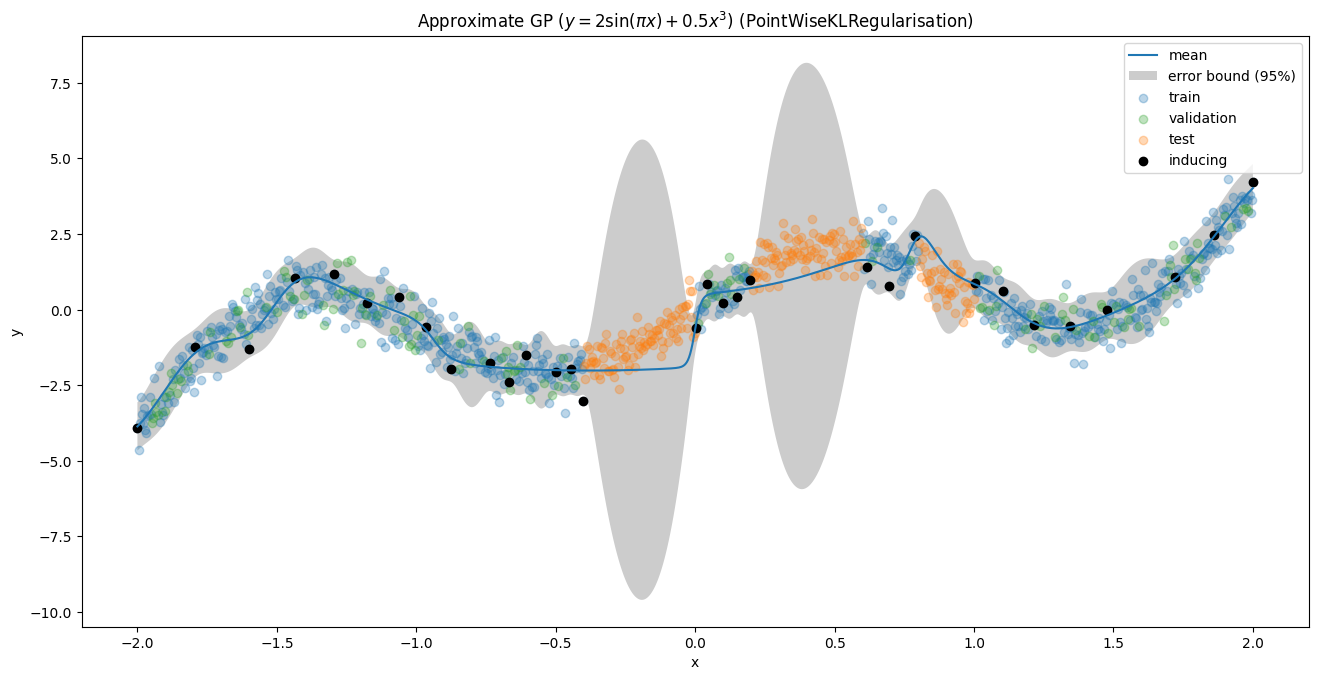 Approximate GP (y = 2sin(πx) + 0.5x³) (PointWiseKLRegularisation)
mean
error bound (95%)
train
validation
test
inducing
7.5
5.0
2.5
0.0
−2.5
−5.0
−7.5
−10.0
y
−2.0 −1.5 −1.0 −0.5 0.0 0.5 1.0 1.5 2.0
x